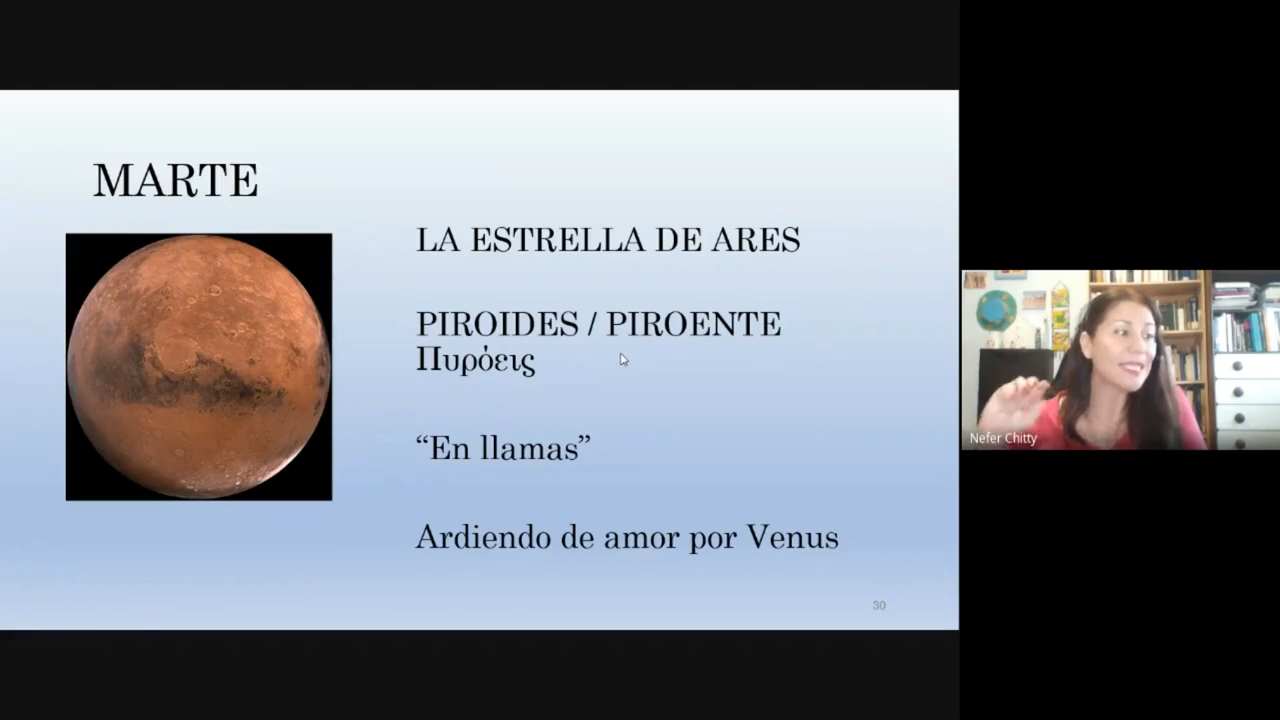 MARTE
LA ESTRELLA DE ARES
PIROIDES / PIROENTE
Πυρόεις
“En llamas”
Ardiendo de amor por Venus
30
Nefer Chitty